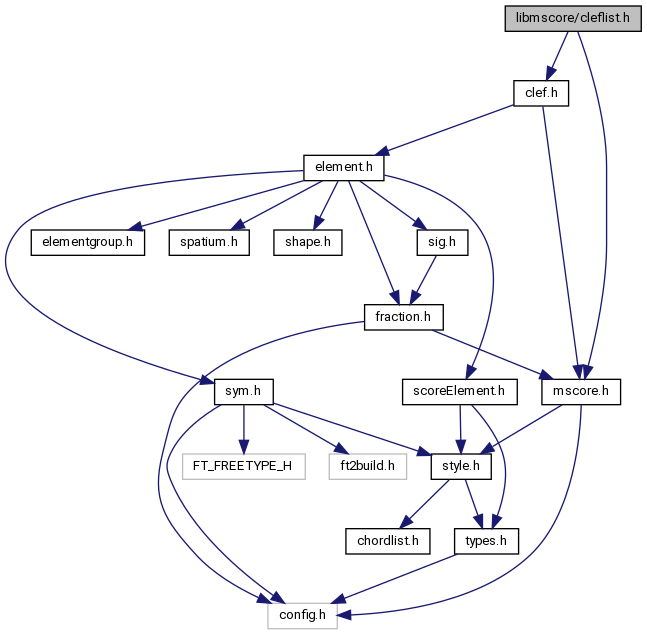 libmscore/cleflist.h
clef.h
element.h
elementgroup.h
spatium.h
shape.h
sig.h
fraction.h
sym.h
scoreElement.h
mscore.h
FT_FREETYPE_H
ft2build.h
style.h
chordlist.h
types.h
config.h